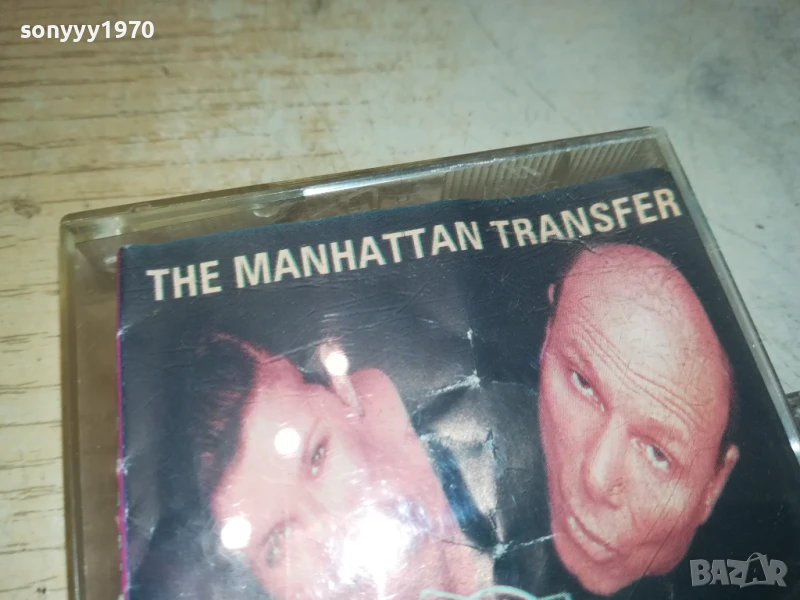 sonyyy1970
THE MANHATTAN TRANSFER
BAZAR